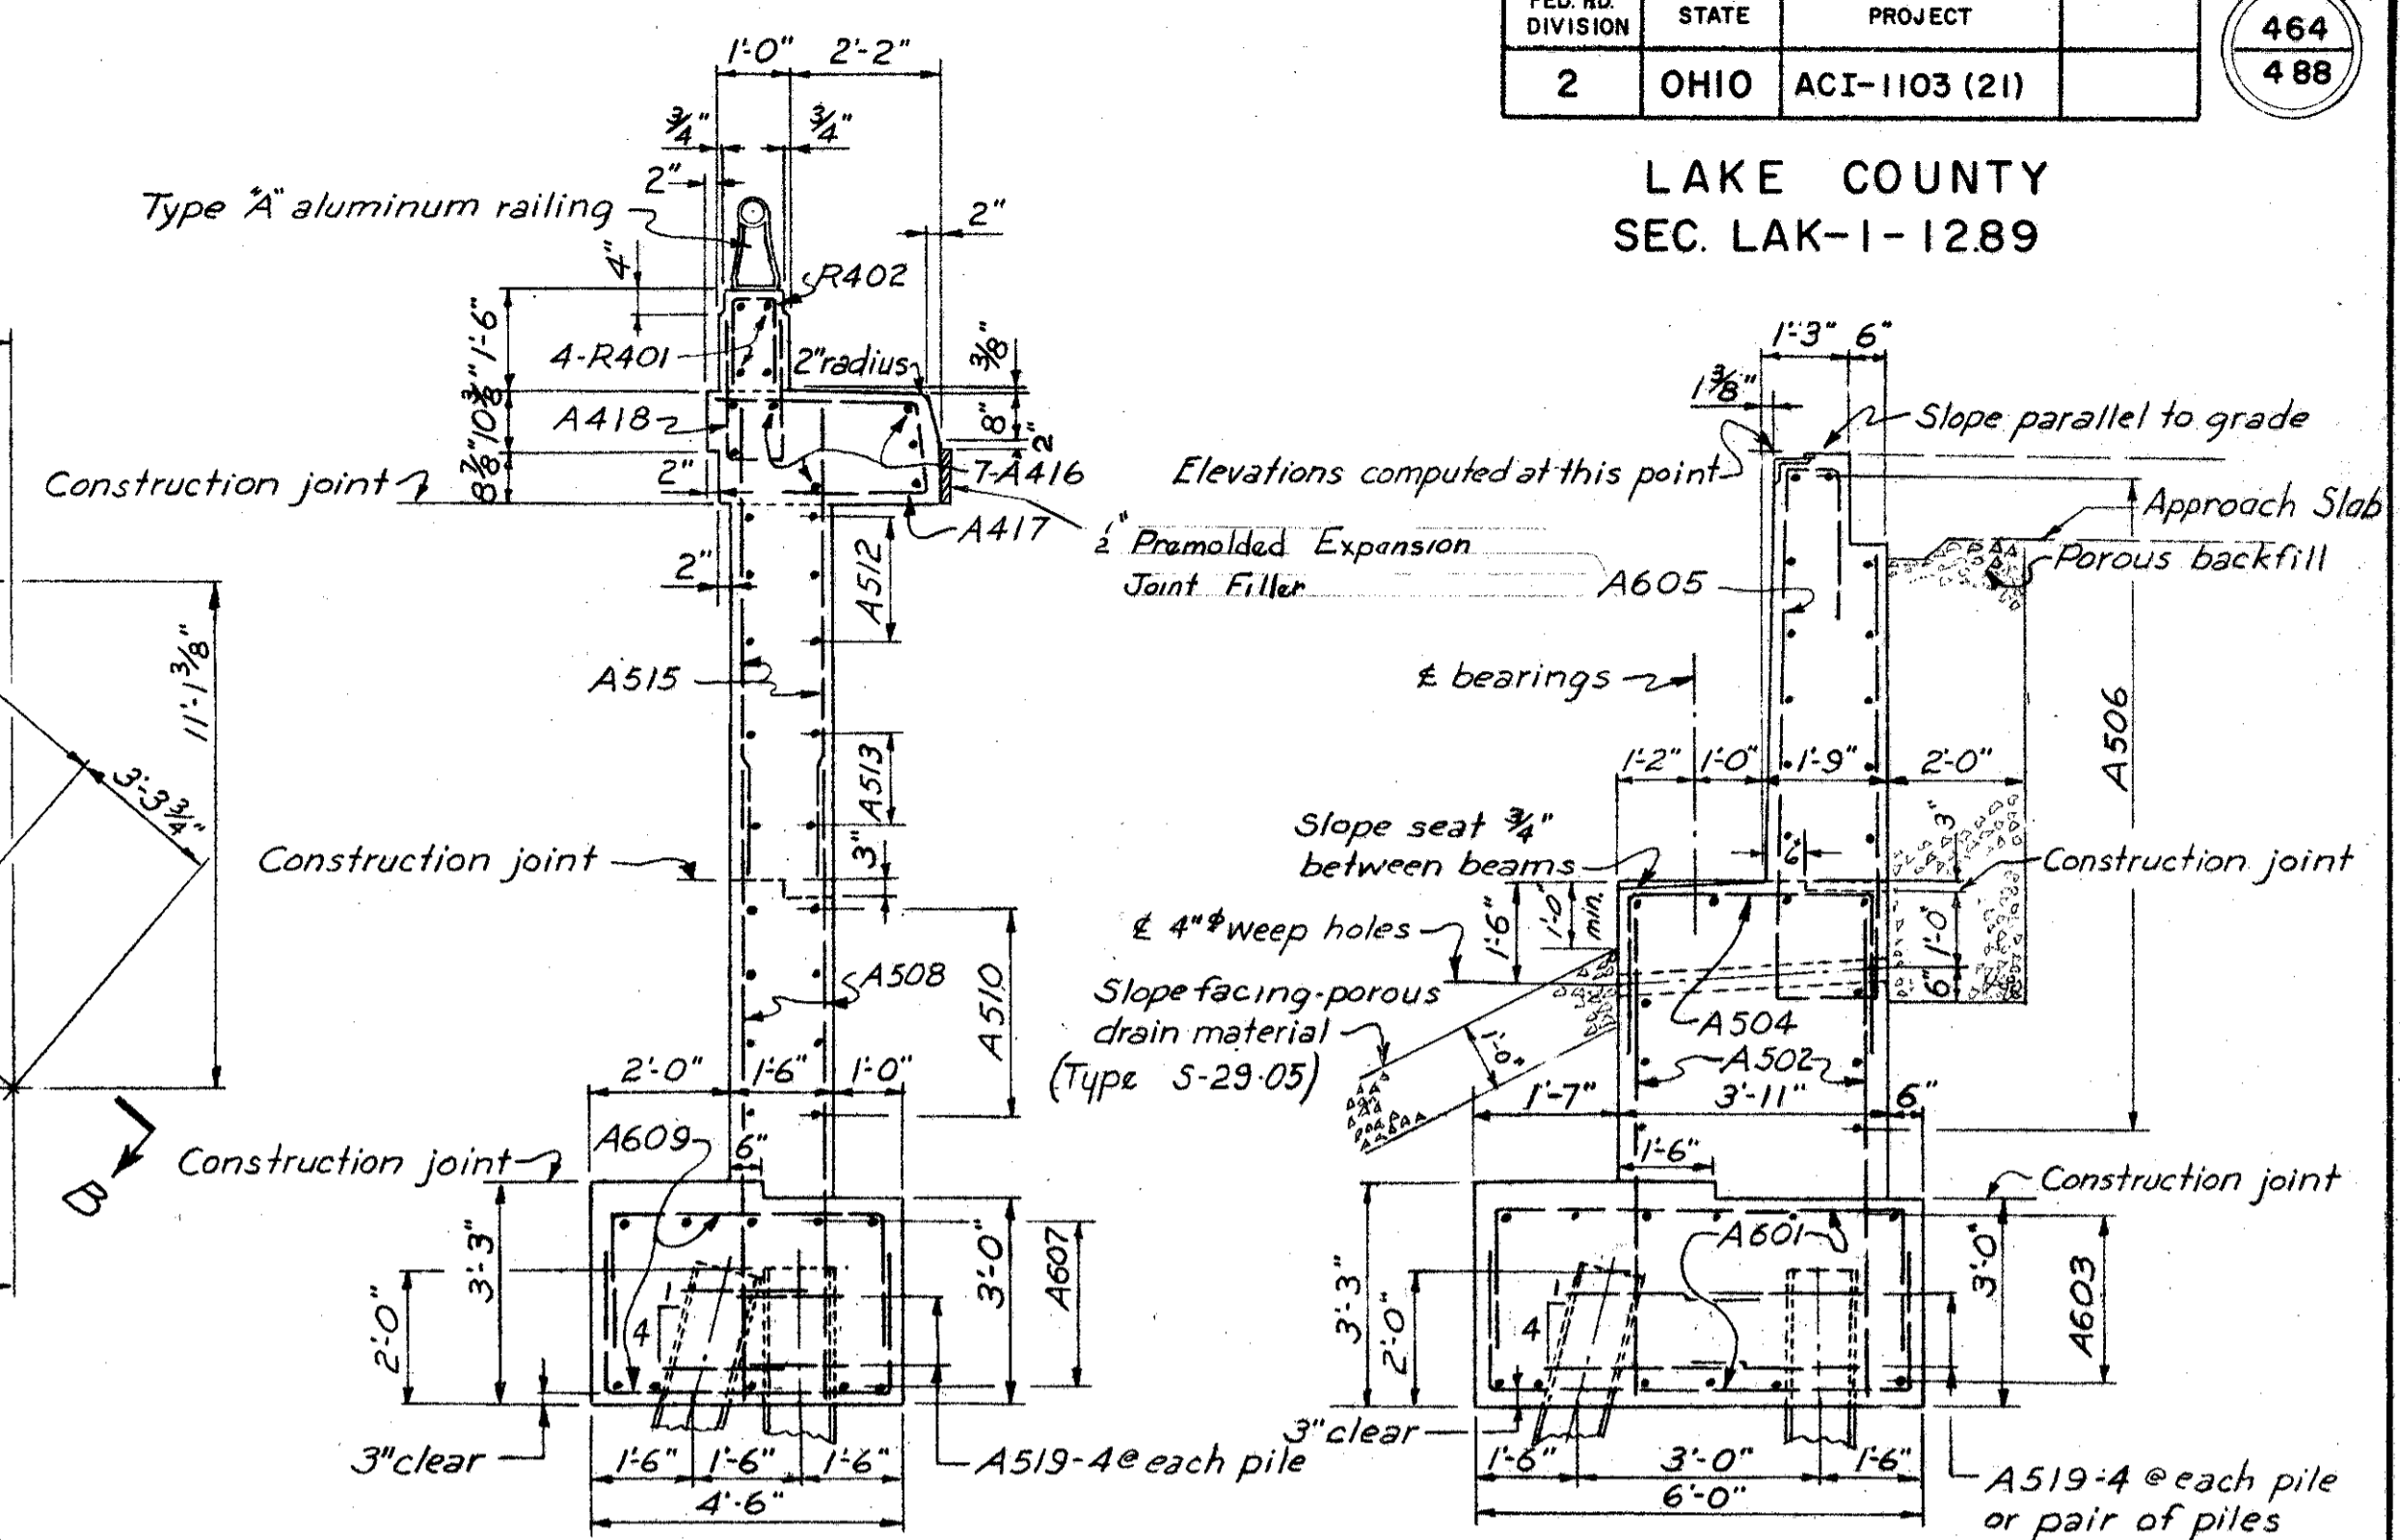 FED. RD.
DIVISION
STATE
PROJECT
2
OHIO
ACI-1103 (21)
464
488
LAKE COUNTY
SEC. LAK-1-12.89
1'-0"
2'-2"
3/4"
3/4"
2"
Type "A" aluminum railing
2"
4"
R402
1'-6"
4-R401
2" radius
3/8"
10 3/8"
A418
8"
2"
8 7/8"
Construction joint
2"
7-A416
A417
1/2" Premolded Expansion
Joint Filler
2"
A512
11'-1 3/8"
A515
3'-3 3/4"
A513
3"
Construction joint
A508
A510
2'-0"
1'-6"
1'-0"
A609
6"
Construction joint
B
3'-3"
2'-0"
3'-0"
A607
1
4
3" clear
1'-6"
1'-6"
1'-6"
A519-4@each pile
4'-6"
1'-3"
6"
1 3/8"
Slope parallel to grade
Elevations computed at this point
Approach Slab
Porous backfill
A605
℄ bearings
A506
1'-2"
1'-0"
1'-9"
2'-0"
Slope seat 3/4"
between beams
6"
3"
Construction joint
1'-6"
1'-0"
min.
℄ 4"ϕ weep holes
1'-0"
6"
Slope facing-porous
drain material
(Type S-29-05)
1'-0"
A504
A502
1'-7"
3'-11"
6"
1'-6"
Construction joint
3'-3"
2'-0"
A601
3'-0"
A603
1
4
3" clear
1'-6"
3'-0"
1'-6"
6'-0"
A519-4 @ each pile
or pair of piles